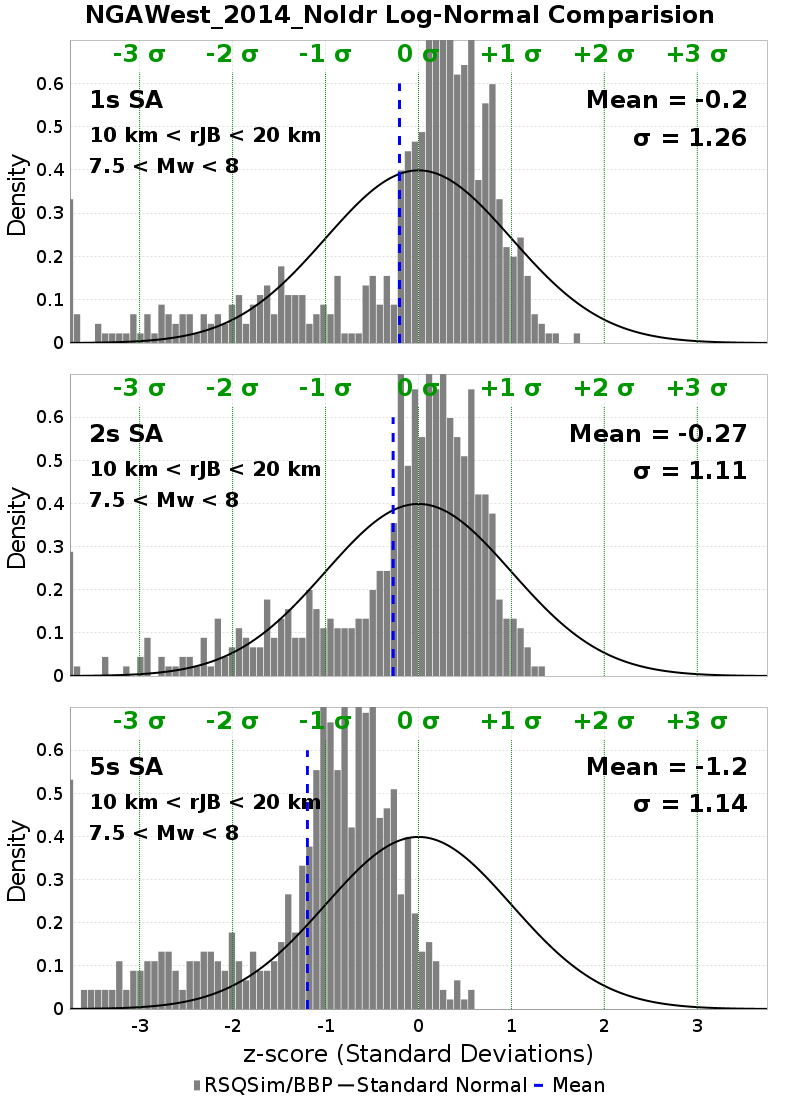 NGAWest_2014_NoIdr Log-Normal Comparision
-3 σ -2 σ -1 σ 0 σ +1 σ +2 σ +3 σ
0.6
1s SA Mean = -0.2
0.5
10 km < rJB < 20 km σ = 1.26
7.5 < Mw < 8
0.4
Density
0.3
0.2
0.1
0
-3 σ -2 σ -1 σ 0 σ +1 σ +2 σ +3 σ
0.6
2s SA Mean = -0.27
0.5
10 km < rJB < 20 km σ = 1.11
7.5 < Mw < 8
0.4
Density
0.3
0.2
0.1
0
-3 σ -2 σ -1 σ 0 σ +1 σ +2 σ +3 σ
0.6
5s SA Mean = -1.2
0.5
10 km < rJB < 20 km σ = 1.14
7.5 < Mw < 8
0.4
Density
0.3
0.2
0.1
0
-3 -2 -1 0 1 2 3
z-score (Standard Deviations)
RSQSim/BBP Standard Normal Mean